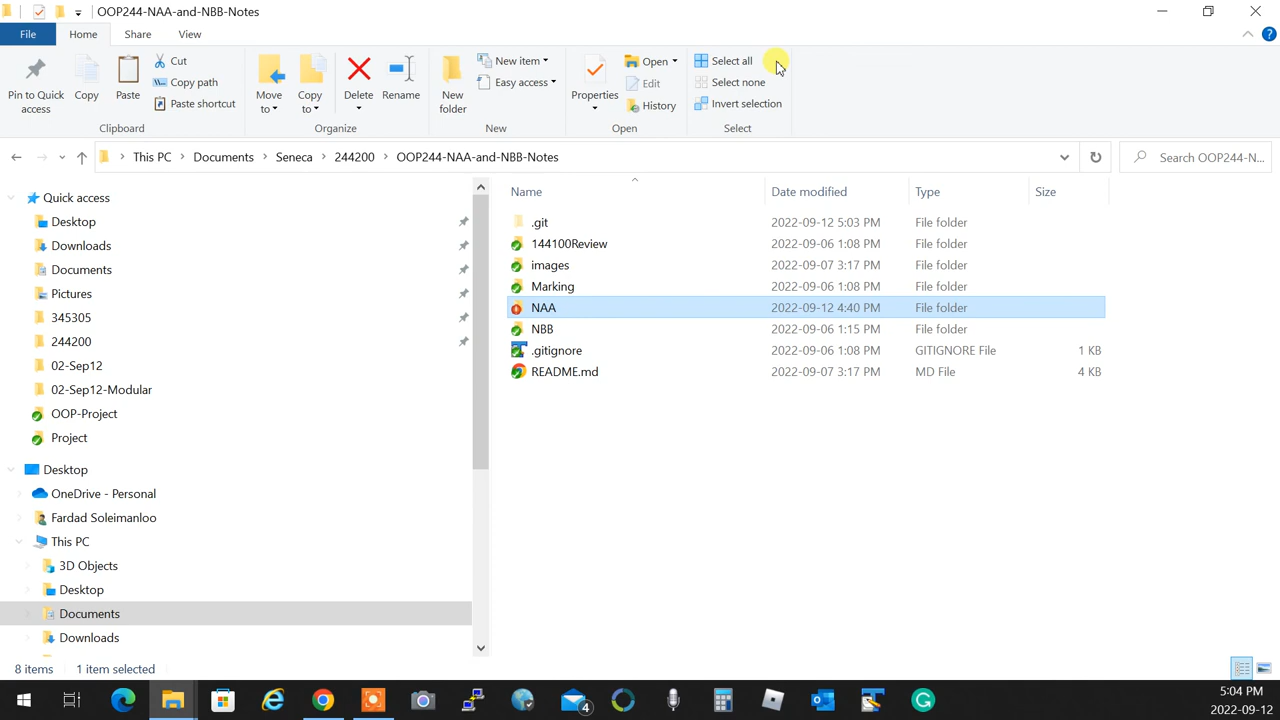 OOP244-NAA-and-NBB-Notes
File Home Share View
Pin to Quick access
Copy
Paste
Cut
Copy path
Paste shortcut
Clipboard
Move to
Copy to
Delete
Rename
Organize
New folder
New item
Easy access
New
Properties
Open
Edit
History
Open
Select all
Select none
Invert selection
Select
This PC Documents Seneca 244200 OOP244-NAA-and-NBB-Notes
Search OOP244-N...
Quick access
Desktop
Downloads
Documents
Pictures
345305
244200
02-Sep12
02-Sep12-Modular
OOP-Project
Project
Desktop
OneDrive - Personal
Fardad Soleimanloo
This PC
3D Objects
Desktop
Documents
Downloads
Name Date modified Type Size
.git 2022-09-12 5:03 PM File folder
144100Review 2022-09-06 1:08 PM File folder
images 2022-09-07 3:17 PM File folder
Marking 2022-09-06 1:08 PM File folder
NAA 2022-09-12 4:40 PM File folder
NBB 2022-09-06 1:15 PM File folder
.gitignore 2022-09-06 1:08 PM GITIGNORE File 1 KB
README.md 2022-09-07 3:17 PM MD File 4 KB
8 items 1 item selected
4
5:04 PM
2022-09-12